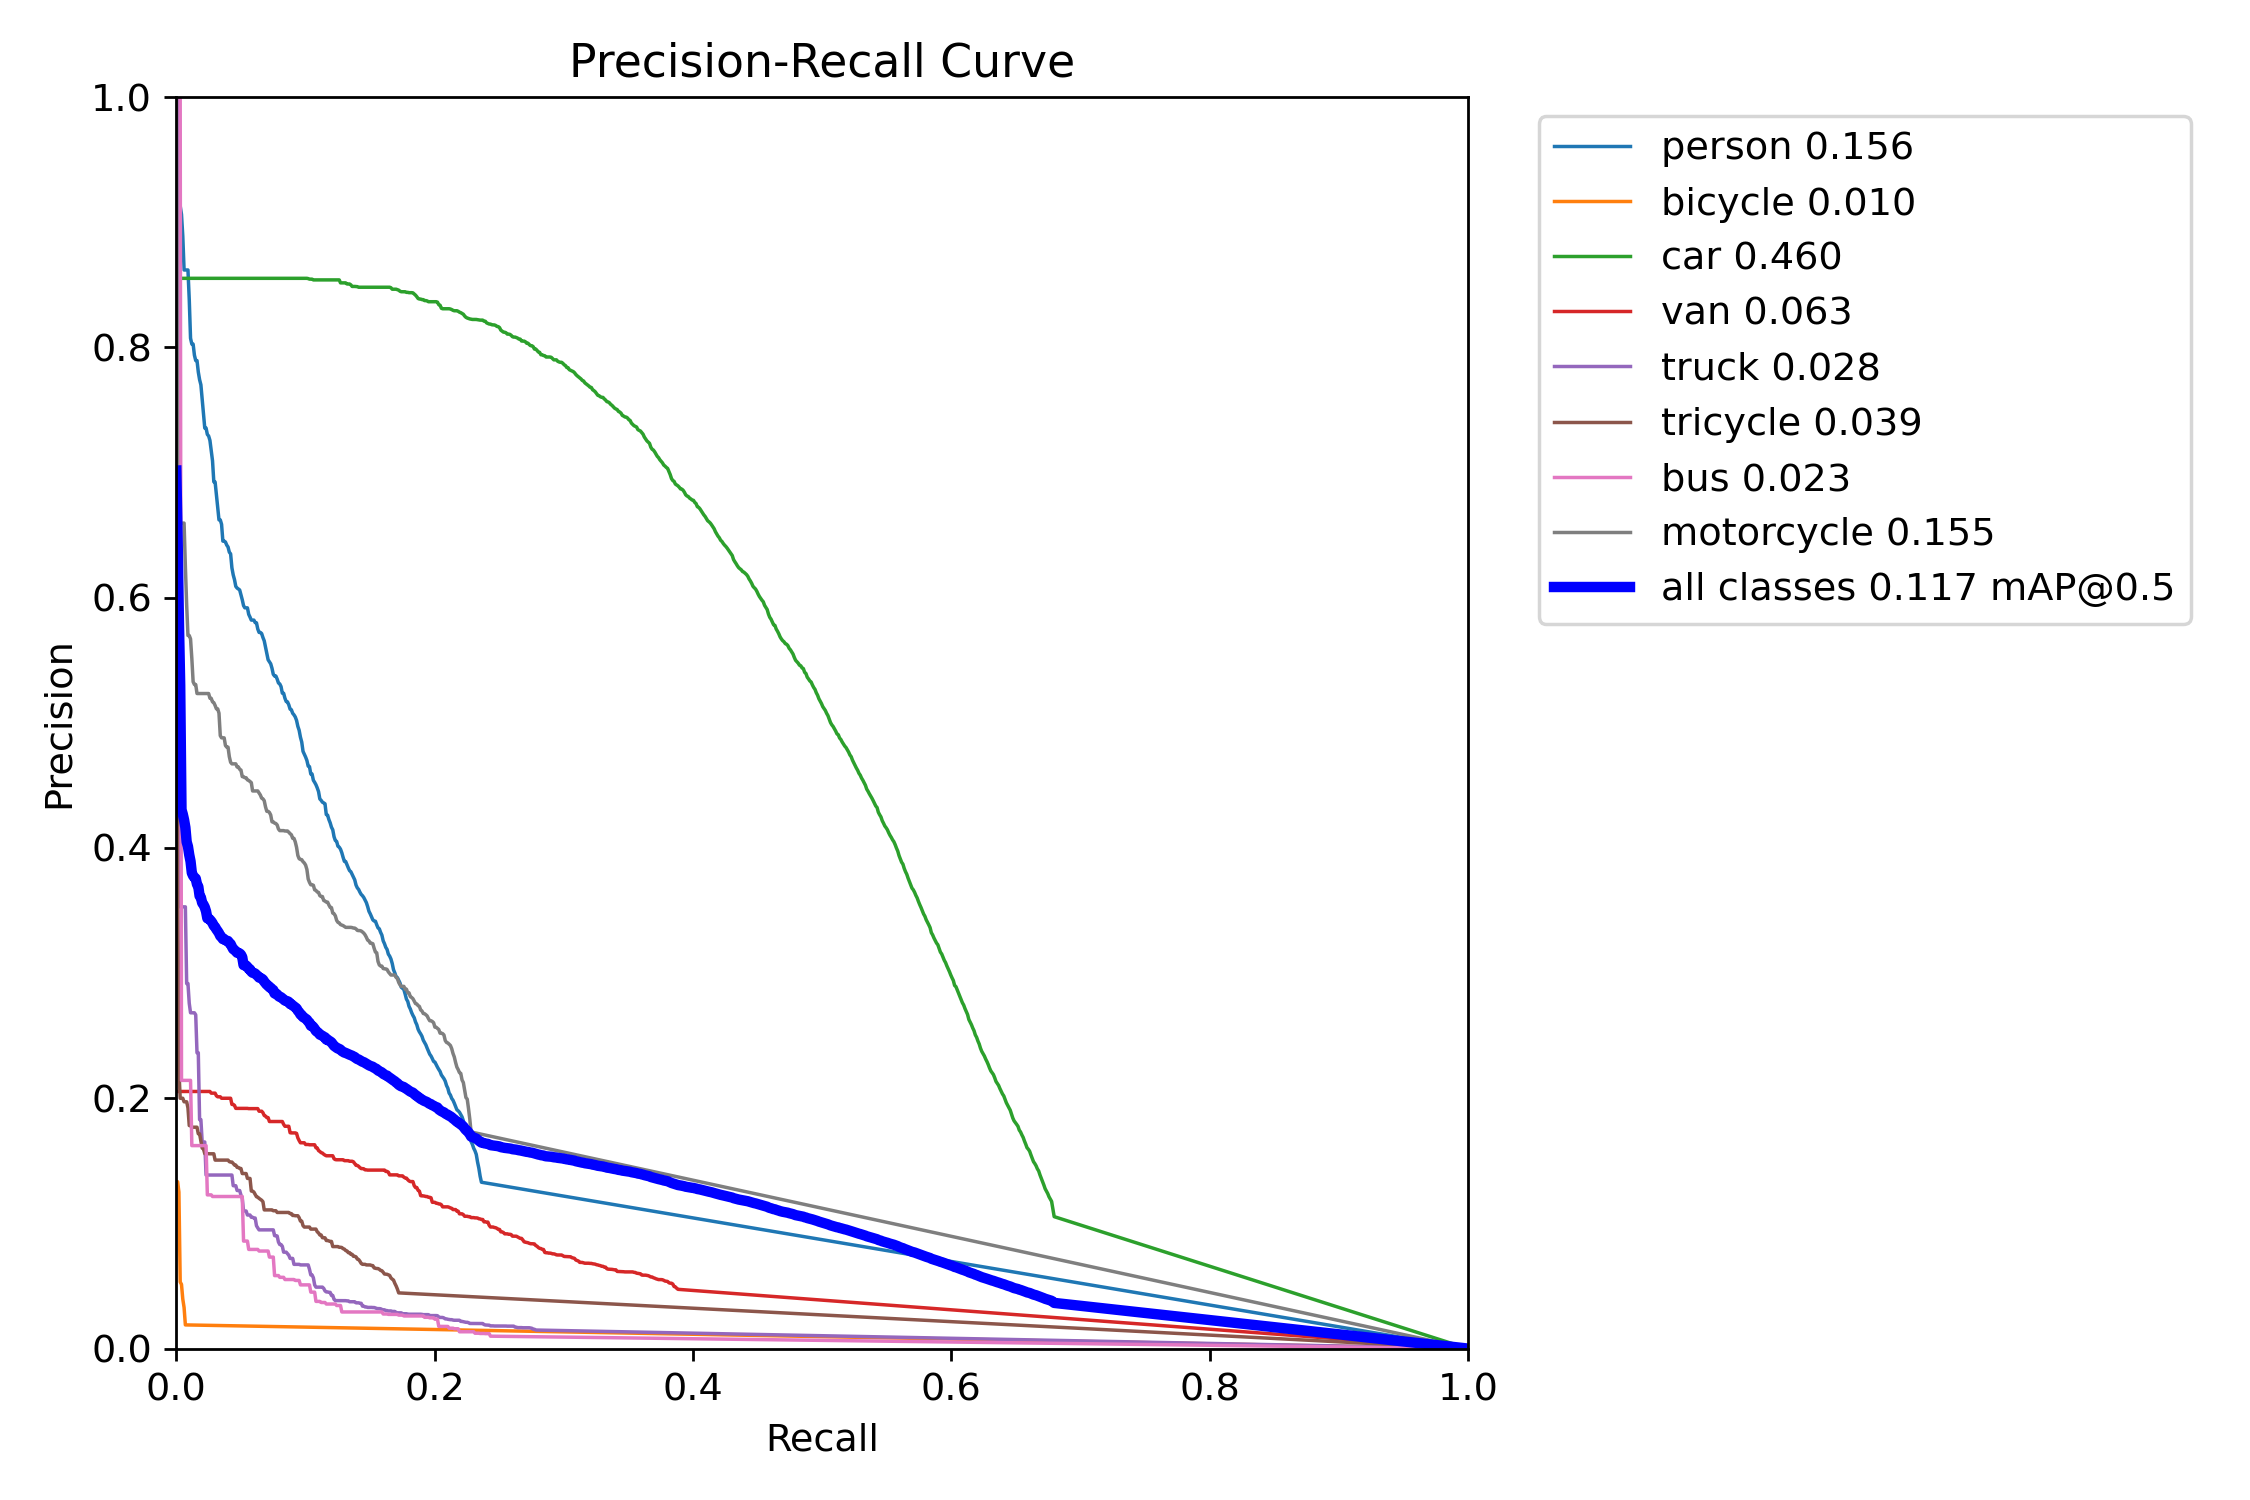 Precision-Recall Curve
1.0
0.8
0.6
0.4
0.2
0.0
Precision
0.0 0.2 0.4 0.6 0.8 1.0
Recall
person 0.156
bicycle 0.010
car 0.460
van 0.063
truck 0.028
tricycle 0.039
bus 0.023
motorcycle 0.155
all classes 0.117 mAP@0.5